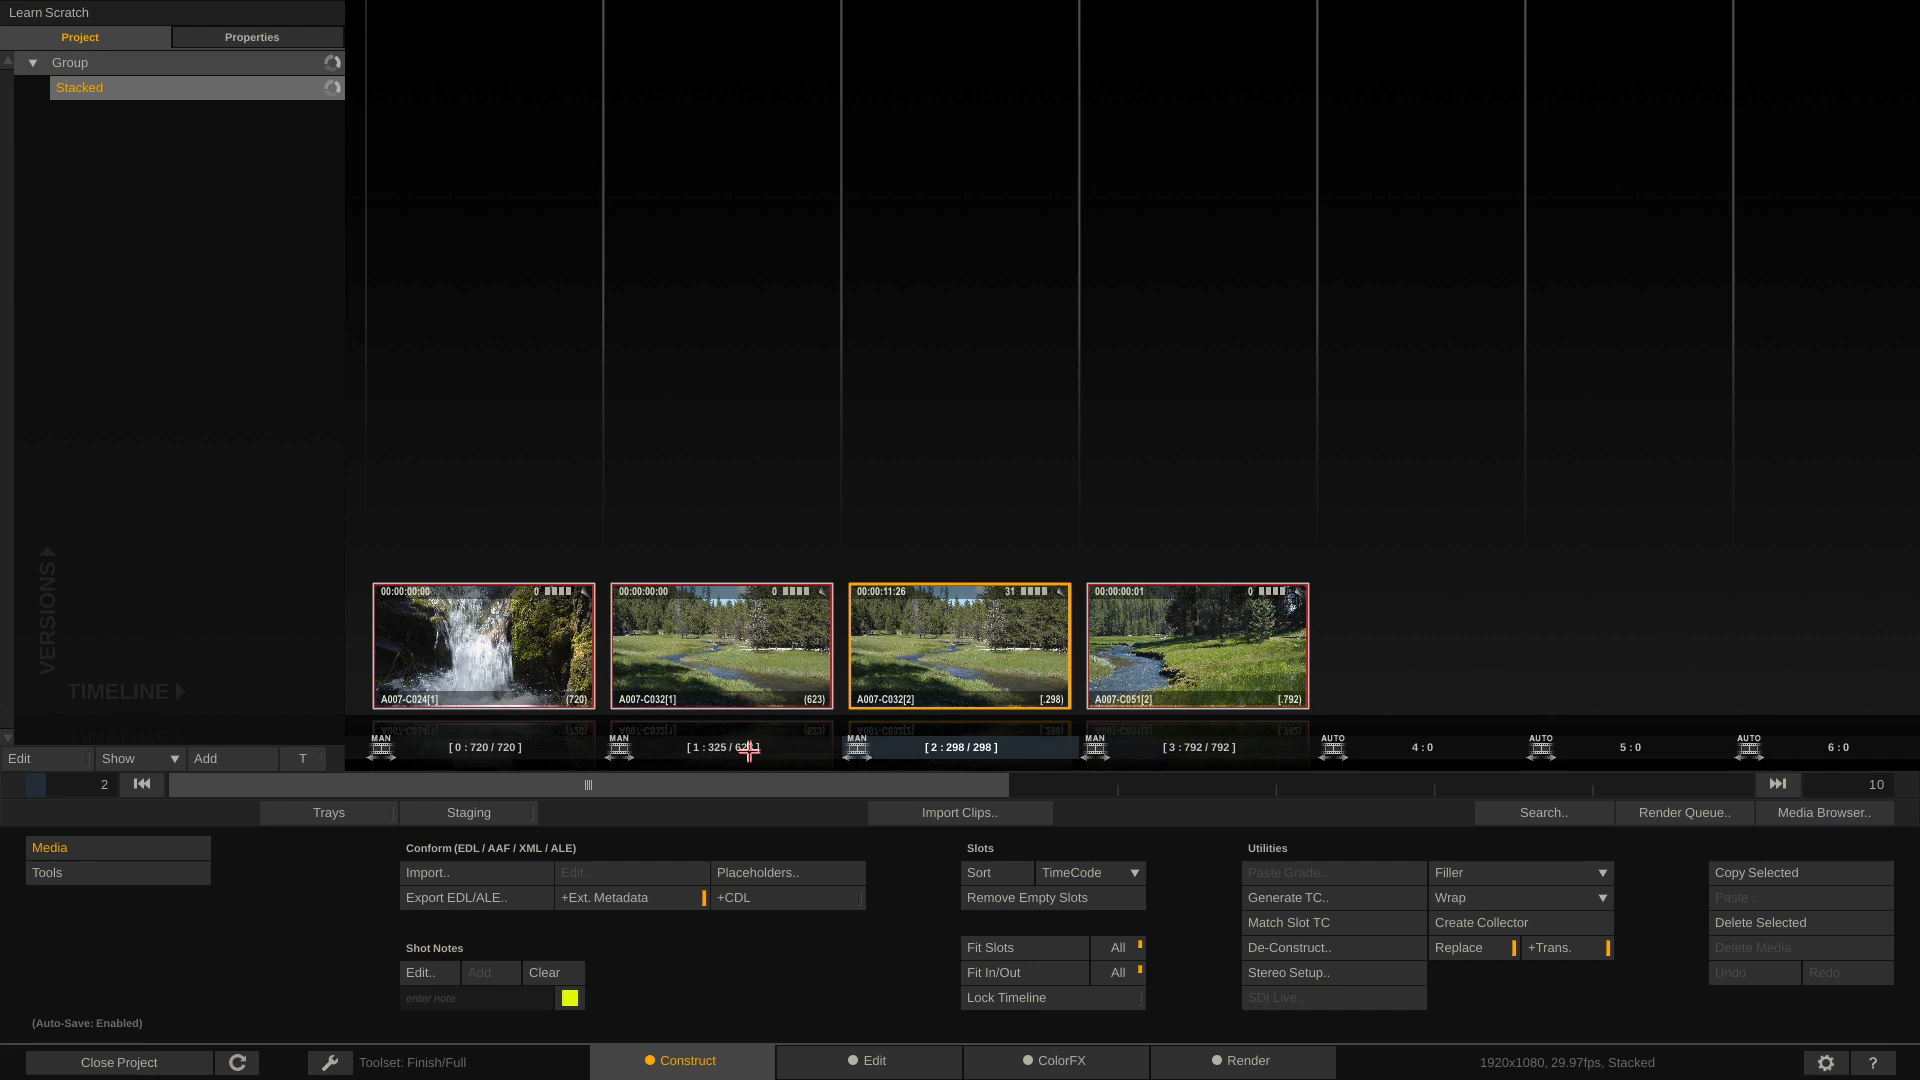 Learn Scratch
Project
Properties
Group
Stacked
VERSIONS
TIMELINE
00:00:00:00 0
A007-C024[1] (720)
00:00:00:00 0
A007-C032[1] (623)
00:00:11:26 31
A007-C032[2] [.298)
00:00:00:01 0
A007-C051[2] [.792)
MAN [ 0 : 720 / 720 ]
MAN [ 1 : 325 /
MAN [ 2 : 298 / 298 ]
MAN [ 3 : 792 / 792 ]
AUTO 4 : 0
AUTO 5 : 0
AUTO 6 : 0
Edit Show Add T
2 10
Trays Staging Import Clips.. Search.. Render Queue.. Media Browser..
Media
Tools
Conform (EDL / AAF / XML / ALE)
Import.. Edit.. Placeholders..
Export EDL/ALE.. +Ext. Metadata +CDL
Shot Notes
Edit.. Add Clear
enter note
Slots
Sort TimeCode
Remove Empty Slots
Fit Slots All
Fit In/Out All
Lock Timeline
Utilities
Paste Grade.. Filler
Generate TC.. Wrap
Match Slot TC Create Collector
De-Construct.. Replace +Trans.
Stereo Setup..
SDI Live..
Copy Selected
Paste ..
Delete Selected
Delete Media
Undo Redo
(Auto-Save: Enabled)
Close Project Toolset: Finish/Full Construct Edit ColorFX Render 1920x1080, 29.97fps, Stacked ?